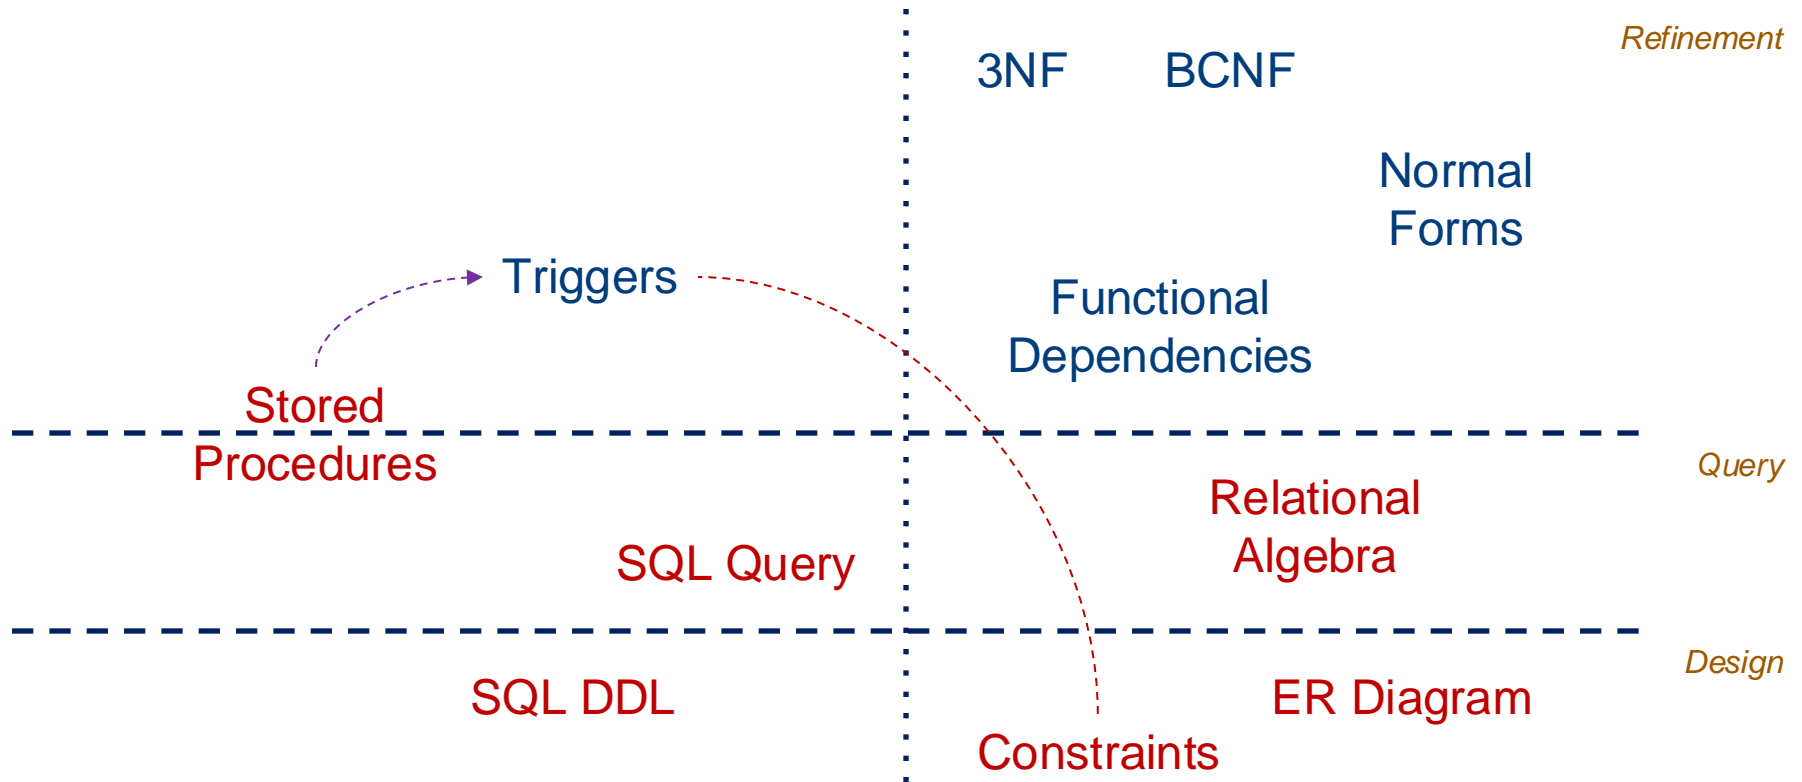 Refinement
3NF
BCNF
Normal
Forms
Triggers
Functional
Dependencies
Stored
Procedures
Query
Relational
Algebra
SQL Query
Design
SQL DDL
ER Diagram
Constraints